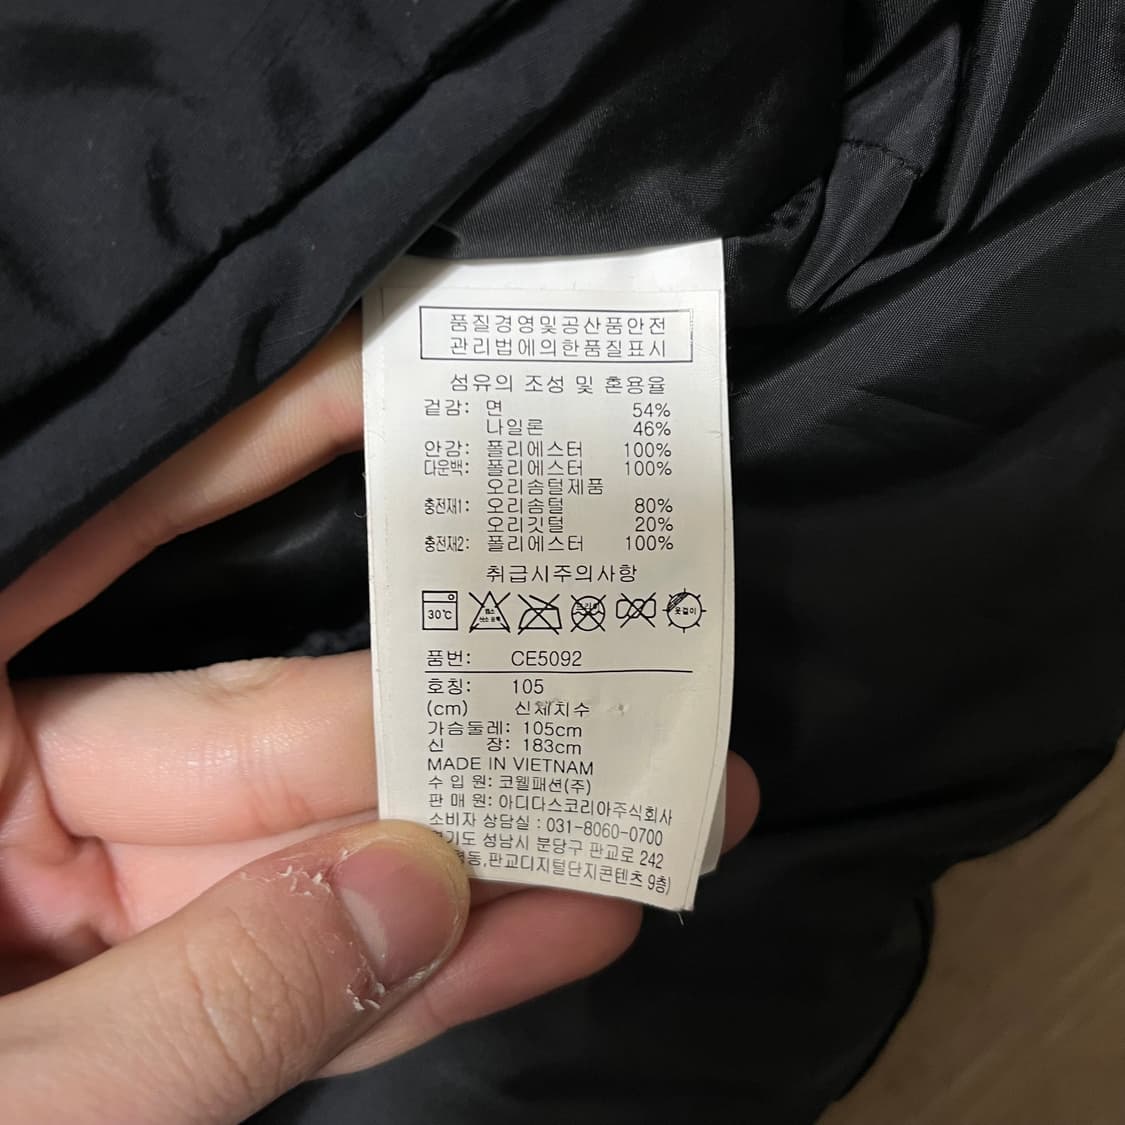 품질경영및공산품안전
관리법에의한품질표시
섬유의 조성 및 혼용율
겉감: 면 54%
나일론 46%
안감: 폴리에스터 100%
다운백: 폴리에스터 100%
오리솜털제품
충전재1: 오리솜털 80%
오리깃털 20%
충전재2: 폴리에스터 100%
취급시주의사항
30℃ 옷걸이
품번: CE5092
호칭: 105
(cm) 신체치수
가슴둘레: 105cm
신 장: 183cm
MADE IN VIETNAM
수 입 원: 코웰패션(주)
판 매 원: 아디다스코리아주식회사
소비자 상담실 : 031-8060-0700
성남시 분당구 판교로 242
판교디지털단지콘텐츠 9층)